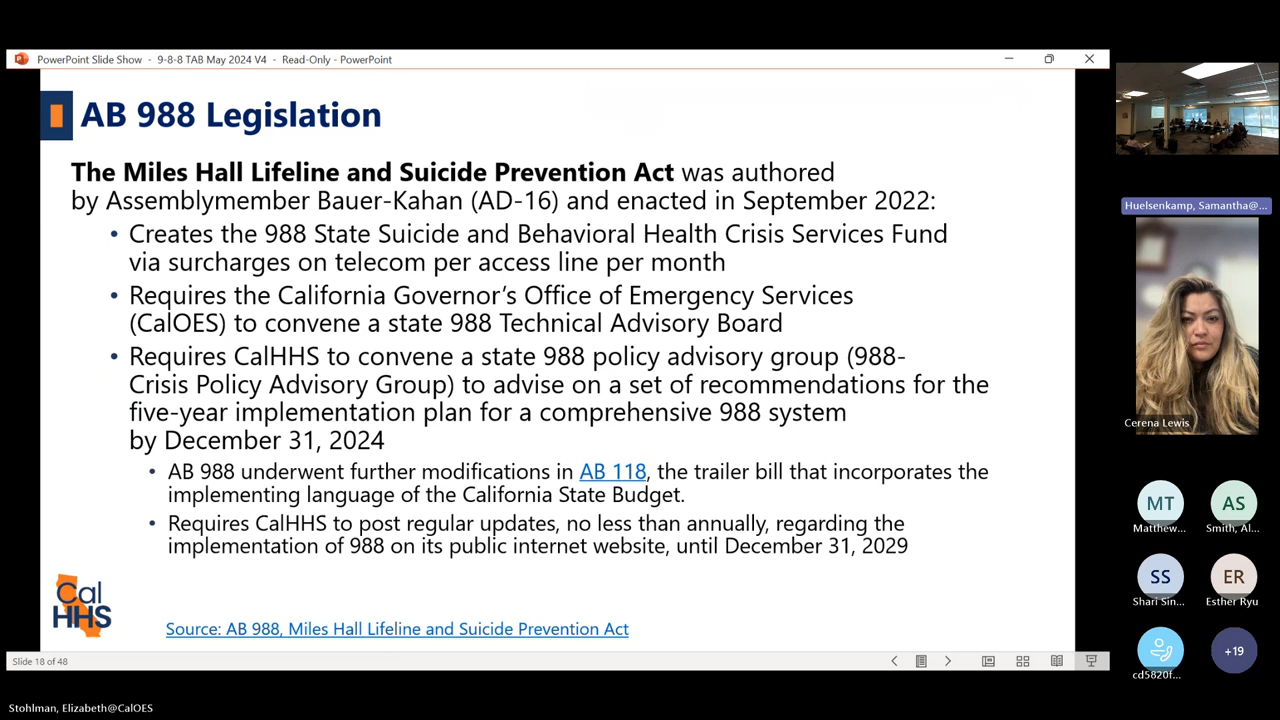 PowerPoint Slide Show - 9-8-8 TAB May 2024 V4 - Read-Only - PowerPoint
AB 988 Legislation
The Miles Hall Lifeline and Suicide Prevention Act was authored
by Assemblymember Bauer-Kahan (AD-16) and enacted in September 2022:
• Creates the 988 State Suicide and Behavioral Health Crisis Services Fund
via surcharges on telecom per access line per month
• Requires the California Governor's Office of Emergency Services
(CalOES) to convene a state 988 Technical Advisory Board
• Requires CalHHS to convene a state 988 policy advisory group (988-
Crisis Policy Advisory Group) to advise on a set of recommendations for the
five-year implementation plan for a comprehensive 988 system
by December 31, 2024
• AB 988 underwent further modifications in AB 118, the trailer bill that incorporates the
implementing language of the California State Budget.
• Requires CalHHS to post regular updates, no less than annually, regarding the
implementation of 988 on its public internet website, until December 31, 2029
Cal
HHS
Source: AB 988, Miles Hall Lifeline and Suicide Prevention Act
Slide 18 of 48
Huelsenkamp, Samantha@...
Cerena Lewis
MT
Matthew...
AS
Smith, Al...
SS
Shari Sin...
ER
Esther Ryu
cd5820f...
+19
Stohlman, Elizabeth@CalOES